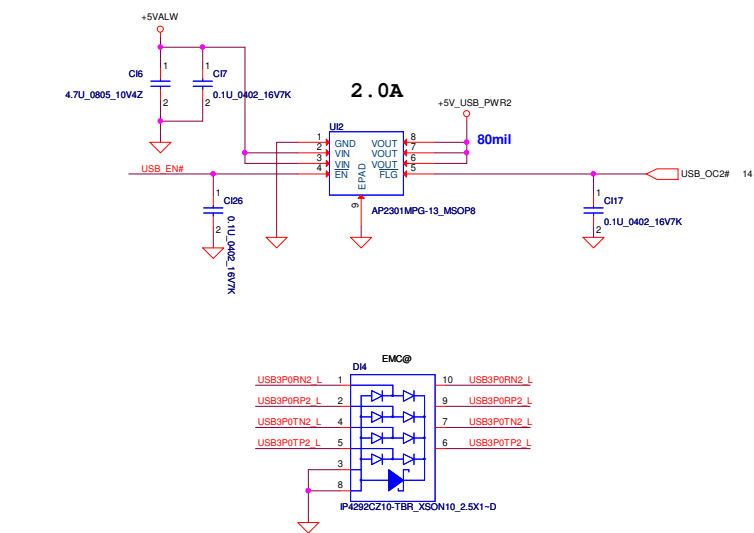 +5VALW
CI6
1
4.7U_0805_10V4Z
2
1
CI7
0.1U_0402_16V7K
2
2.0A
+5V_USB_PWR2
80mil
UI2
1 GND VOUT 8
2 VIN VOUT 7
3 VIN VOUT 6
4 EN FLG 5
EPAD
9
AP2301MPG-13_MSOP8
USB_EN#
1
CI26
2
0.1U_0402_16V7K
USB_OC2# 14
1
CI17
0.1U_0402_16V7K
2
EMC@
DI4
USB3P0RN2_L 1 10 USB3P0RN2_L
USB3P0RP2_L 2 9 USB3P0RP2_L
USB3P0TN2_L 4 7 USB3P0TN2_L
USB3P0TP2_L 5 6 USB3P0TP2_L
3
8
IP4292CZ10-TBR_XSON10_2.5X1~D